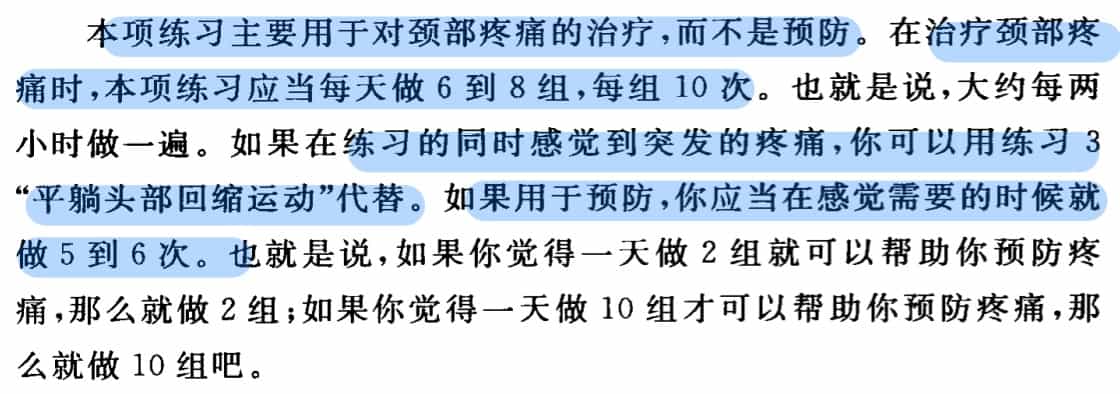 本项练习主要用于对颈部疼痛的治疗，而不是预防。在治疗颈部疼
痛时，本项练习应当每天做 6 到 8 组，每组 10 次。也就是说，大约每两
小时做一遍。如果在练习的同时感觉到突发的疼痛，你可以用练习 3
“平躺头部回缩运动”代替。如果用于预防，你应当在感觉需要的时候就
做 5 到 6 次。也就是说，如果你觉得一天做 2 组就可以帮助你预防疼
痛，那么就做 2 组；如果你觉得一天做 10 组才可以帮助你预防疼痛，那
么就做 10 组吧。